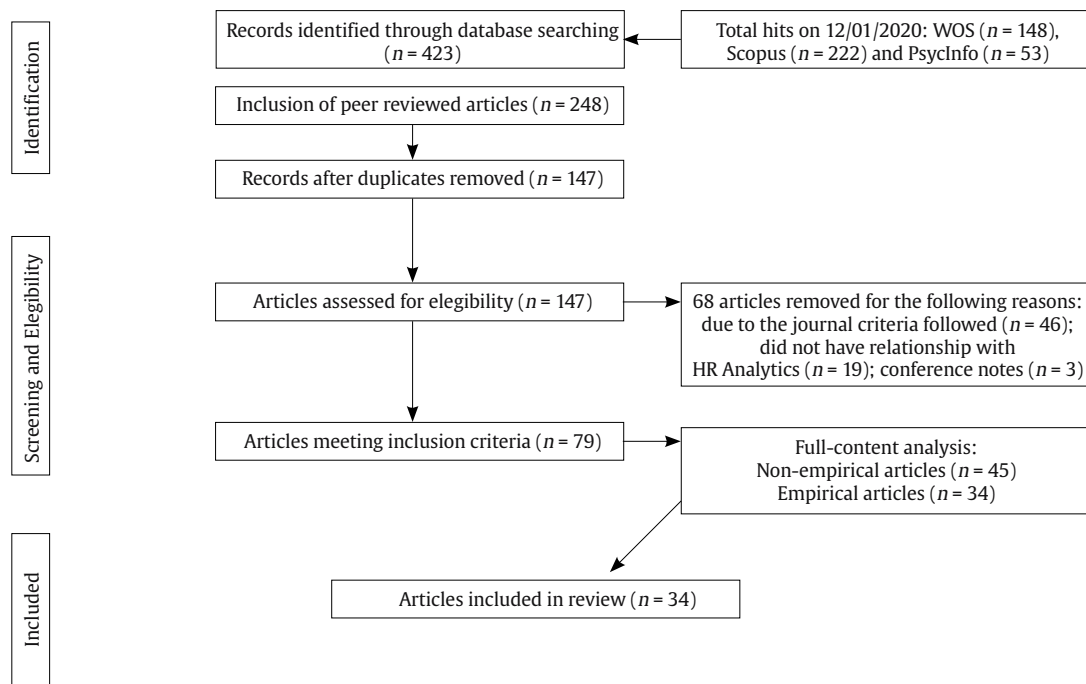 Identification
Records identified through database searching
(n = 423)
Total hits on 12/01/2020: WOS (n = 148),
Scopus (n = 222) and PsycInfo (n = 53)
Inclusion of peer reviewed articles (n = 248)
Records after duplicates removed (n = 147)
Screening and Elegibility
Articles assessed for elegibility (n = 147)
68 articles removed for the following reasons:
due to the journal criteria followed (n = 46);
did not have relationship with
HR Analytics (n = 19); conference notes (n = 3)
Articles meeting inclusion criteria (n = 79)
Full-content analysis:
Non-empirical articles (n = 45)
Empirical articles (n = 34)
Included
Articles included in review (n = 34)